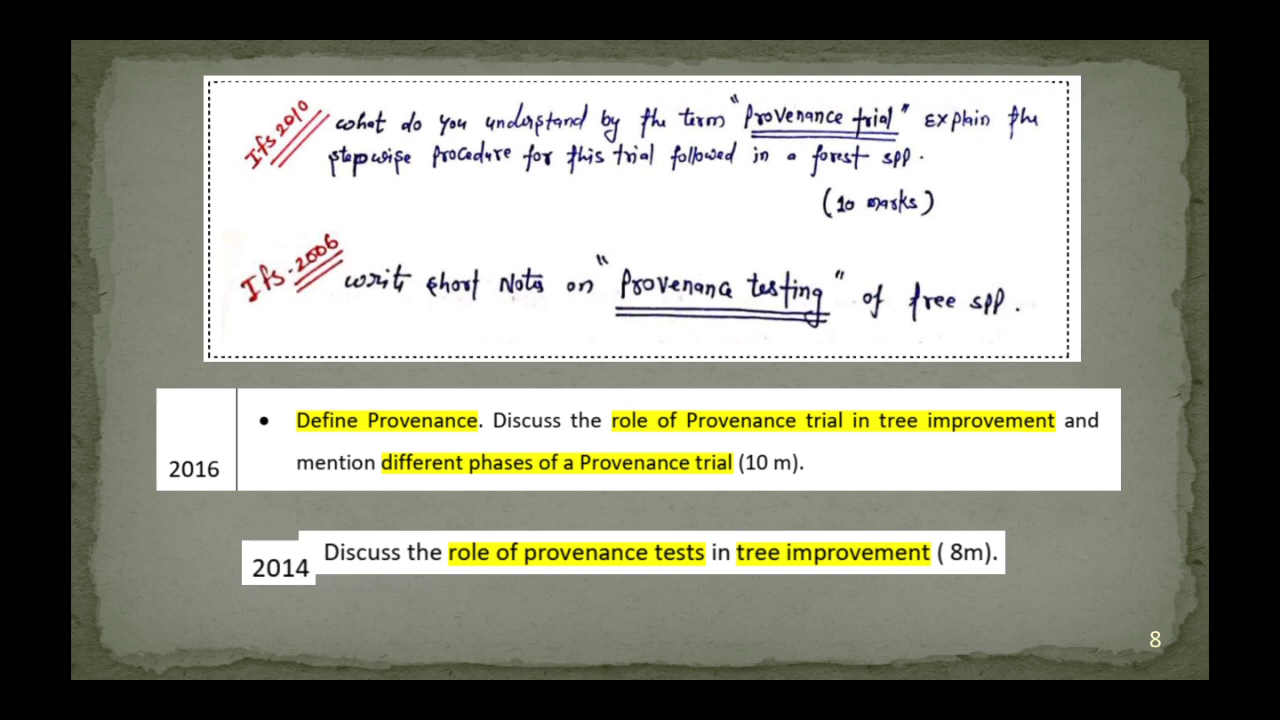 Ifs 2010 what do you understand by the term "Provenance trial" Explain the
stepwise procedure for this trial followed in a forest spp.
(10 marks)
Ifs-2006 write short Notes on "Provenance testing" of tree spp.
• Define Provenance. Discuss the role of Provenance trial in tree improvement and
2016 mention different phases of a Provenance trial (10 m).
2014 Discuss the role of provenance tests in tree improvement ( 8m).
8